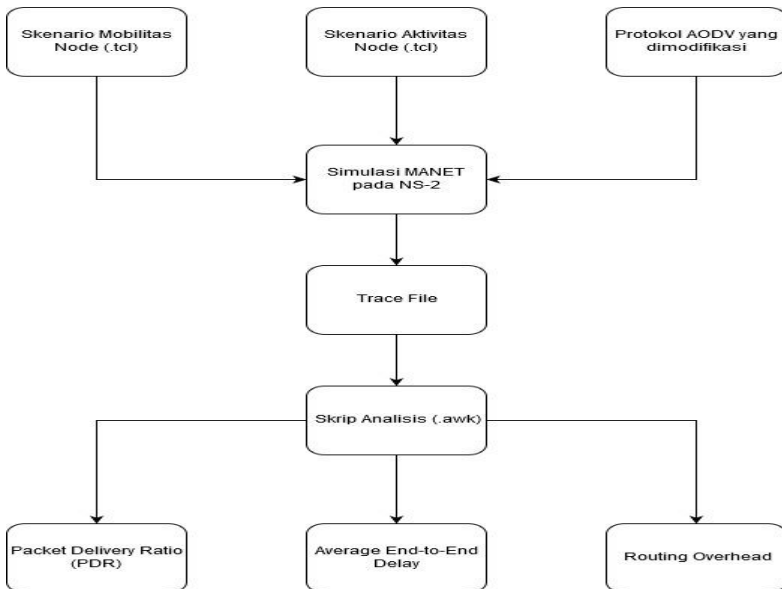 Skenario Mobilitas
Node (.tcl)
Skenario Aktivitas
Node (.tcl)
Protokol AODV yang
dimodifikasi
Simulasi MANET
pada NS-2
Trace File
Skrip Analisis (.awk)
Packet Delivery Ratio
(PDR)
Average End-to-End
Delay
Routing Overhead